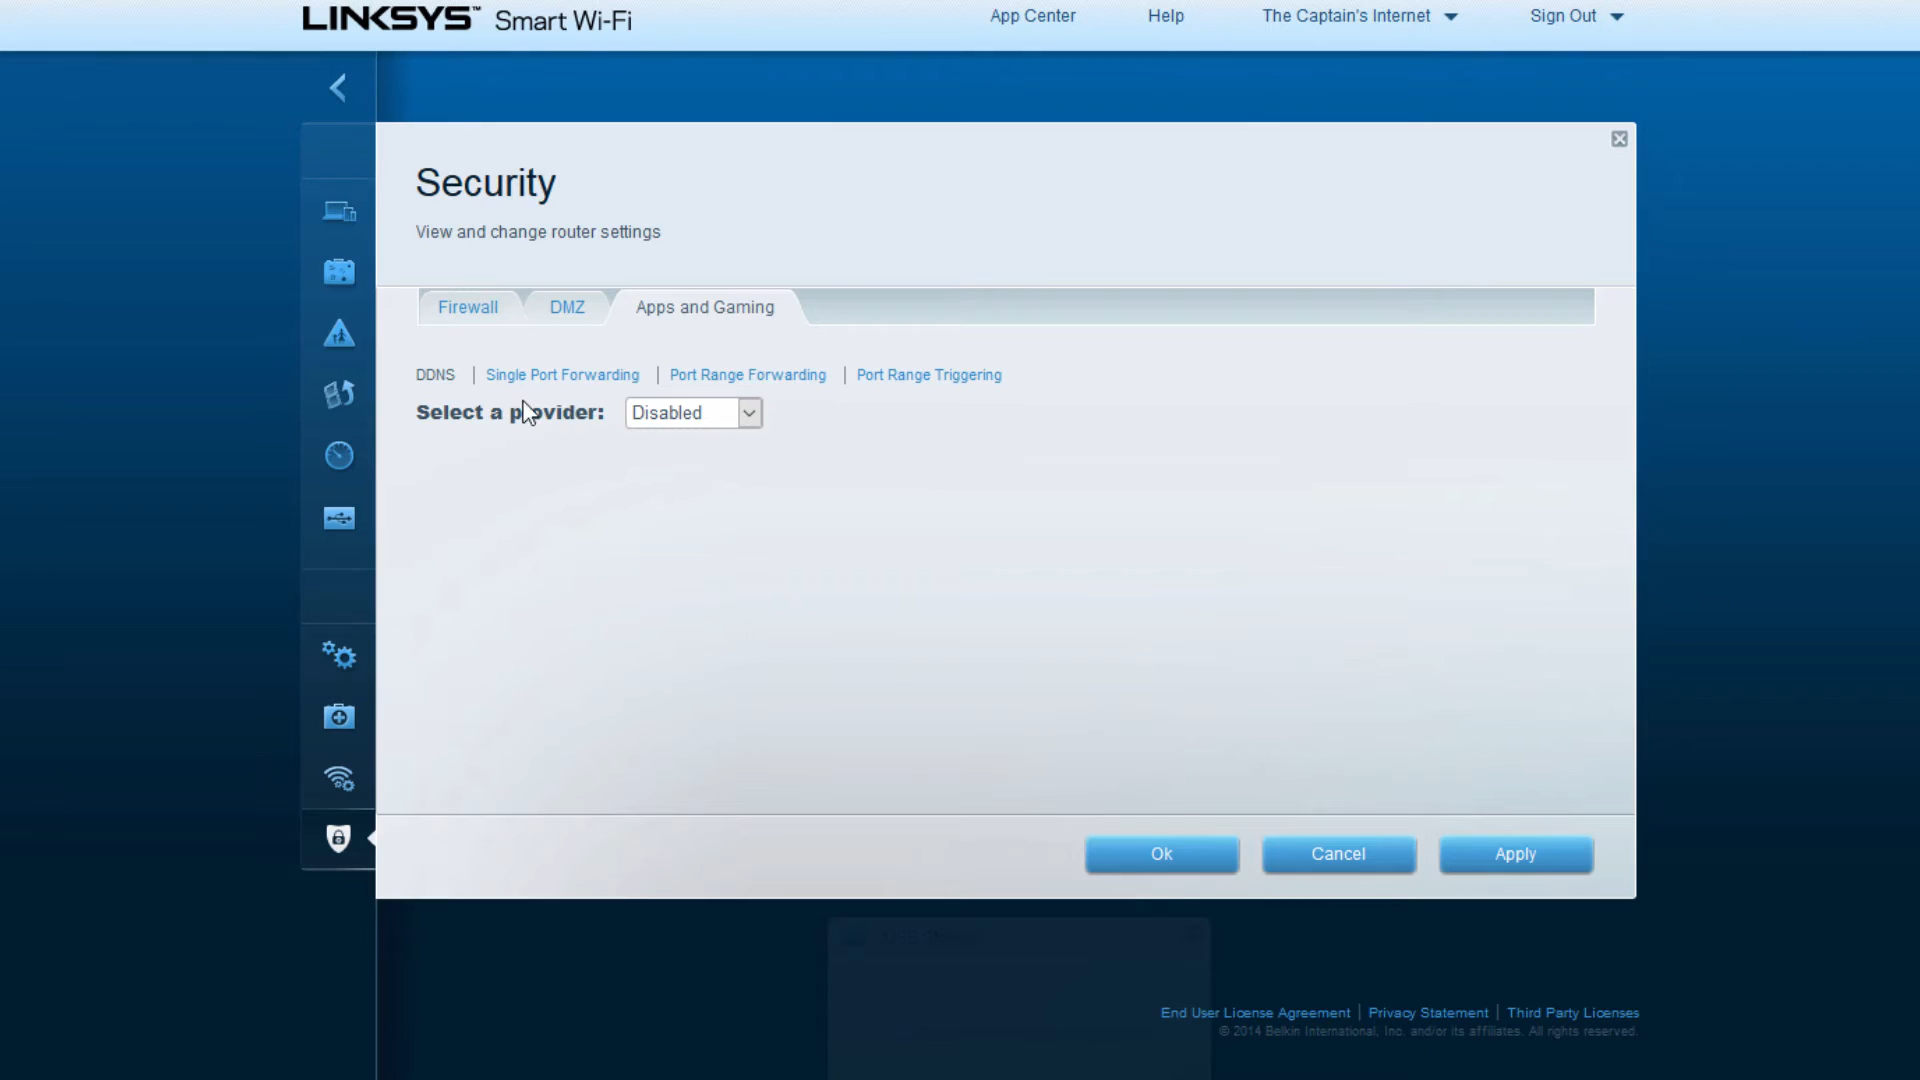 LINKSYS™ Smart Wi-Fi
App Center
Help
The Captain's Internet
Sign Out
Security
View and change router settings
Firewall
DMZ
Apps and Gaming
DDNS | Single Port Forwarding | Port Range Forwarding | Port Range Triggering
Select a provider: Disabled
Ok
Cancel
Apply
End User License Agreement | Privacy Statement | Third Party Licenses
© 2014 Belkin International, Inc. and/or its affiliates. All rights reserved.